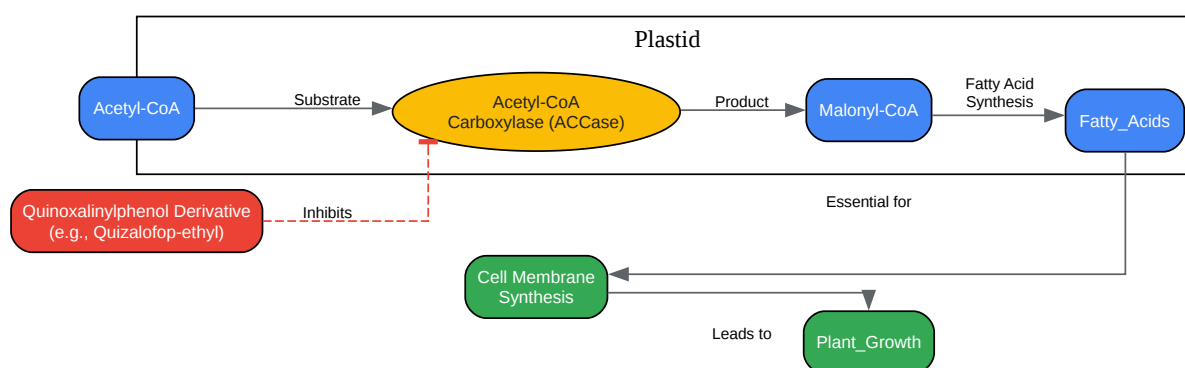 Plastid
Acetyl-CoA
Substrate
Acetyl-CoA
Carboxylase (ACCase)
Product
Malonyl-CoA
Fatty Acid
Synthesis
Fatty_Acids
Quinoxalinylphenol Derivative
(e.g., Quizalofop-ethyl)
Inhibits
Essential for
Cell Membrane
Synthesis
Leads to
Plant_Growth